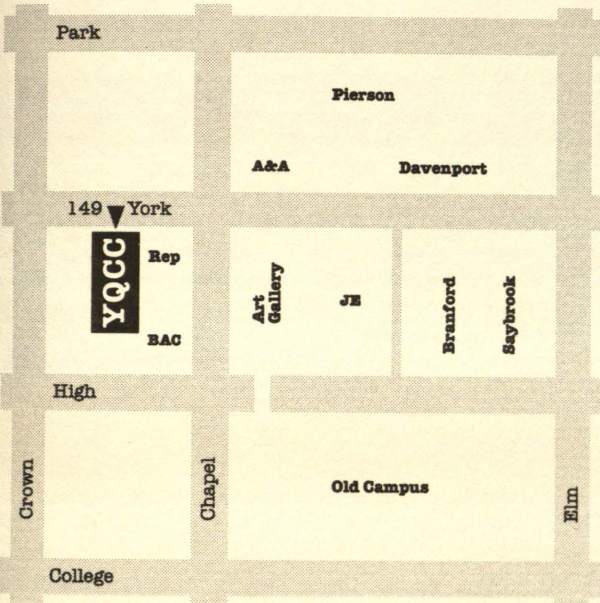 Park
Pierson
A&A
Davenport
149 York
YQCC
Rep
Art
Gallery
JE
Branford
Saybrook
BAC
High
Crown
Chapel
Old Campus
Elm
College